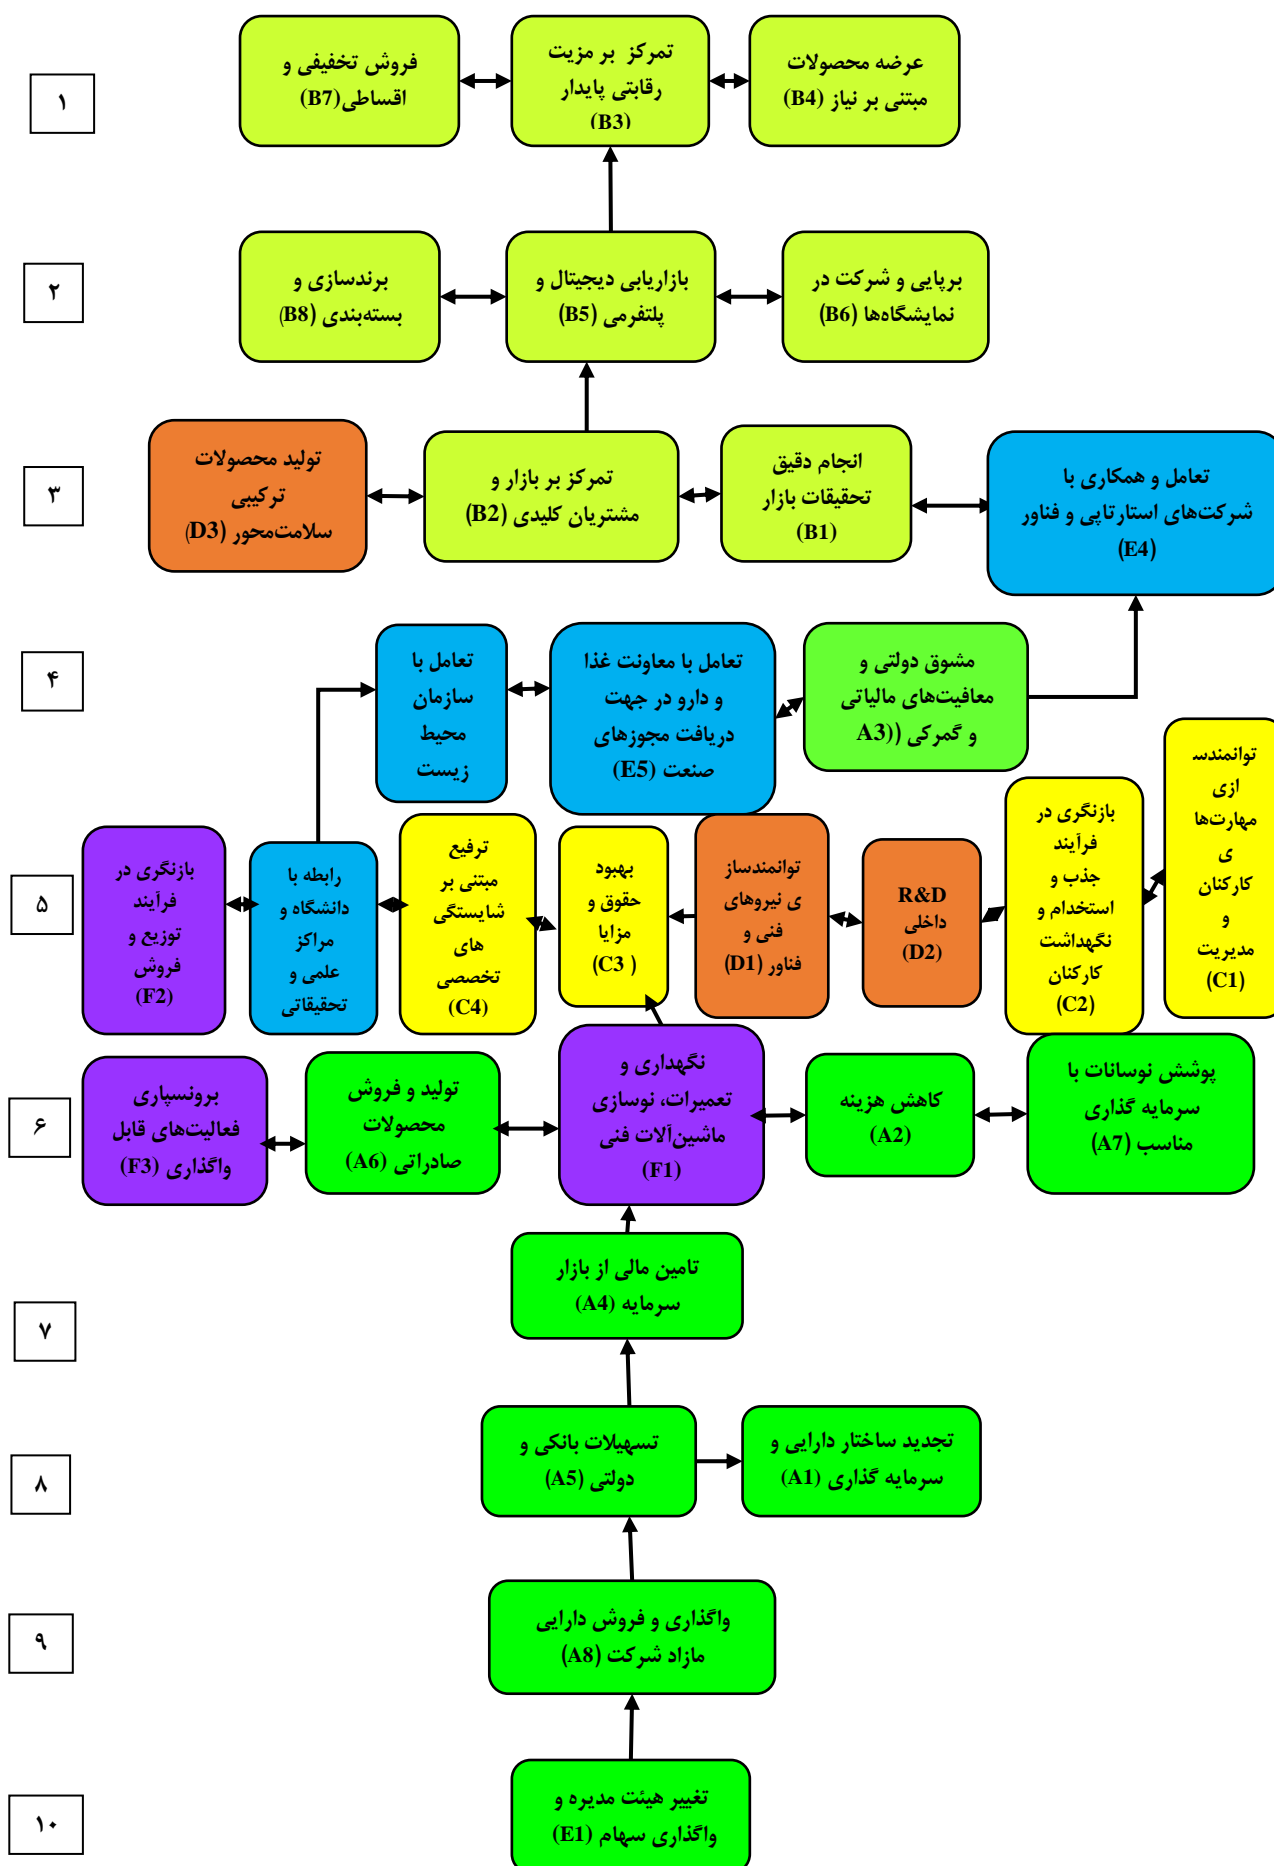 ۱
عرضه محصولات
مبتنی بر نیاز (B4)
تمرکز بر مزیت
رقابتی پایدار
(B3)
فروش تخفیفی و
اقساطی(B7)
۲
برپایی و شرکت در
نمایشگاه‌ها (B6)
بازاریابی دیجیتال و
پلتفرمی (B5)
برندسازی و
بسته‌بندی (B8)
۳
تعامل و همکاری با
شرکت‌های استارتاپی و فناور
(E4)
انجام دقیق
تحقیقات بازار
(B1)
تمرکز بر بازار و
مشتریان کلیدی (B2)
تولید محصولات
ترکیبی
سلامت‌محور (D3)
۴
مشوق دولتی و
معافیت‌های مالیاتی
و گمرکی ((A3
تعامل با معاونت غذا
و دارو در جهت
دریافت مجوزهای
صنعت (E5)
تعامل با
سازمان
محیط
زیست
۵
توانمندس
ازی
مهارت‌ها
ی
کارکنان
و
مدیریت
(C1)
بازنگری در
فرآیند
جذب و
استخدام و
نگهداشت
کارکنان
(C2)
R&D
داخلی
(D2)
توانمندساز
ی نیروهای
فنی و
فناور (D1)
بهبود
حقوق و
مزایا
(C3 )
ترفیع
مبتنی بر
شایستگی
های
تخصصی
(C4)
رابطه با
دانشگاه و
مراکز
علمی و
تحقیقاتی
بازنگری در
فرآیند
توزیع و
فروش
(F2)
۶
پوشش نوسانات با
سرمایه گذاری
مناسب (A7)
کاهش هزینه
(A2)
نگهداری و
تعمیرات، نوسازی
ماشین‌آلات فنی
(F1)
تولید و فروش
محصولات
صادراتی (A6)
برونسپاری
فعالیت‌های قابل
واگذاری (F3)
۷
تامین مالی از بازار
سرمایه (A4)
۸
تجدید ساختار دارایی و
سرمایه گذاری (A1)
تسهیلات بانکی و
دولتی (A5)
۹
واگذاری و فروش دارایی
مازاد شرکت (A8)
۱۰
تغییر هیئت مدیره و
واگذاری سهام (E1)